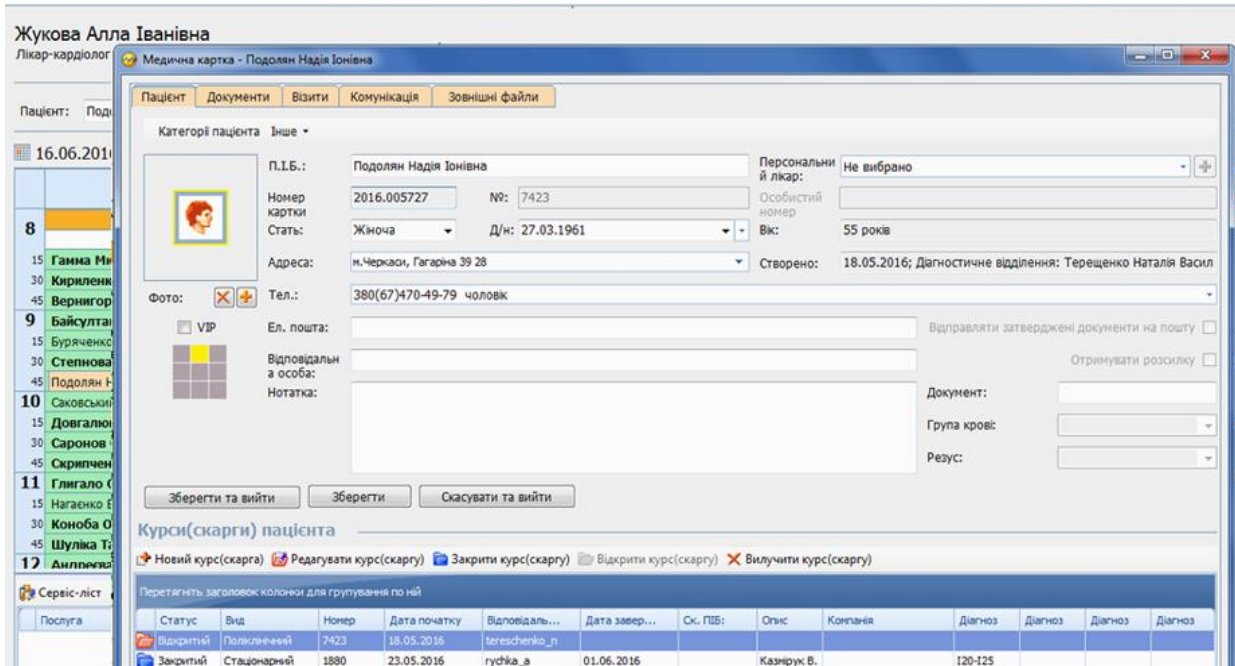 Жукова Алла Іванівна
Лікар-кардіолог
Медична картка - Подолян Надія Іонівна
Пацієнт Документи Візити Комунікація Зовнішні файли
Пацієнт:
Категорії пацієнта Інше
16.06.201
П.І.Б.: Подолян Надія Іонівна Персональни Не вибрано
й лікар:
Номер 2016.005727 №: 7423 Особистий
картки номер
Стать: Жіноча Д/н: 27.03.1961 Вік: 55 років
Адреса: м.Черкаси, Гагаріна 39 28 Створено: 18.05.2016; Діагностичне відділення: Терещенко Наталія Васил
Фото: Тел.: 380(67)470-49-79 чоловік
VIP Ел. пошта: Відправляти затверджені документи на пошту
Відповідальн Отримувати розсилку
а особа:
Нотатка: Документ:
Група крові:
Резус:
8
15 Гамма Ми
30 Кириленк
45 Вернигор
9 Байсулта
15 Буряченко
30 Степнова
45 Подолян Н
10 Саковський
15 Довгалю
30 Саронов
45 Скрипчен
11 Глигало
15 Нагаєнко
30 Коноба О
45 Шуліка Т
12 Андреєва
Зберегти та вийти Зберегти Скасувати та вийти
Курси(скарги) пацієнта
Новий курс(скарга) Редагувати курс(скаргу) Закрити курс(скаргу) Відкрити курс(скаргу) Вилучити курс(скаргу)
Сервіс-ліст
Перетягніть заголовок колонки для групування по ній
Послуга Статус Вид Номер Дата початку Відповідаль... Дата завер... Ск. ПІБ: Опис Компанія Діагноз Діагноз Діагноз Діагноз
Відкритий Поліклінічний 7423 18.05.2016 tereschenko_n
Закритий Стаціонарний 1880 23.05.2016 rychka_a 01.06.2016 Казмірук В. I20-I25